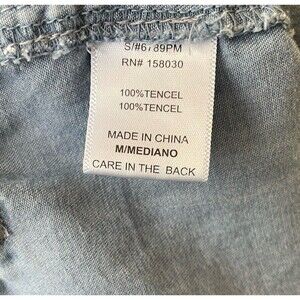 S/#6789PM
RN# 158030
100%TENCEL
100%TENCEL
MADE IN CHINA
M/MEDIANO
CARE IN THE BACK